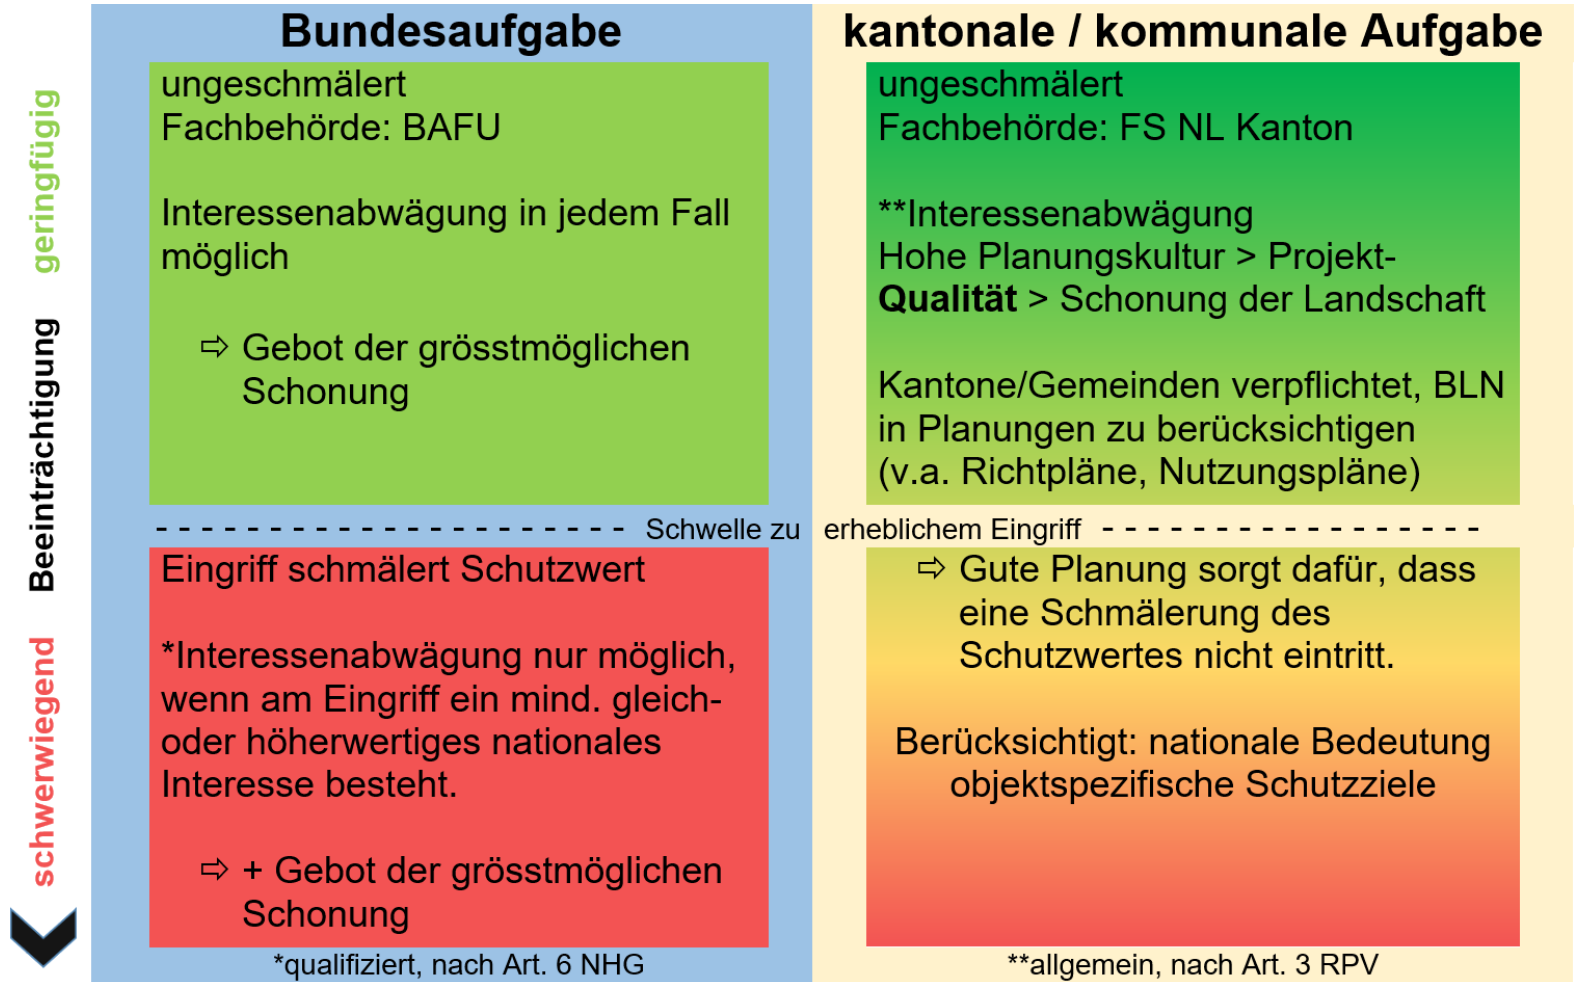 Bundesaufgabe
ungeschmälert
Fachbehörde: BAFU
Interessenabwägung in jedem Fall
möglich
⇨ Gebot der grösstmöglichen
Schonung
kantonale / kommunale Aufgabe
ungeschmälert
Fachbehörde: FS NL Kanton
**Interessenabwägung
Hohe Planungskultur > Projekt-
Qualität > Schonung der Landschaft
Kantone/Gemeinden verpflichtet, BLN
in Planungen zu berücksichtigen
(v.a. Richtpläne, Nutzungspläne)
geringfügig
Beeinträchtigung
schwerwiegend
Schwelle zu erheblichem Eingriff
Eingriff schmälert Schutzwert
*Interessenabwägung nur möglich,
wenn am Eingriff ein mind. gleich-
oder höherwertiges nationales
Interesse besteht.
⇨ + Gebot der grösstmöglichen
Schonung
*qualifiziert, nach Art. 6 NHG
⇨ Gute Planung sorgt dafür, dass
eine Schmälerung des
Schutzwertes nicht eintritt.
Berücksichtigt: nationale Bedeutung
objektspezifische Schutzziele
**allgemein, nach Art. 3 RPV